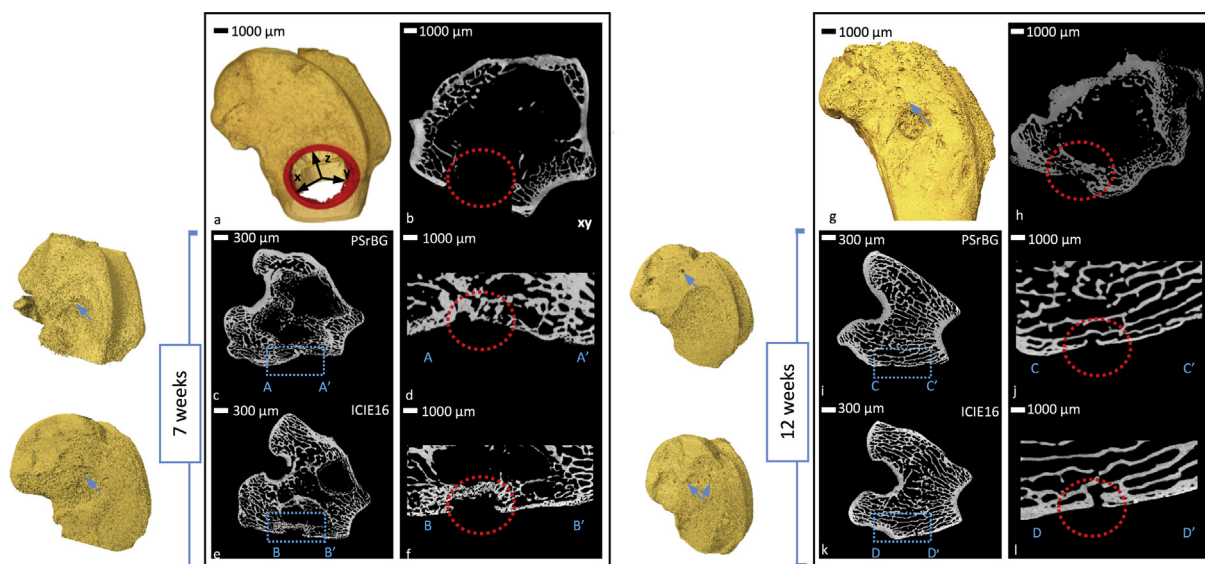 1000 µm
1000 µm
z
x
y
a
b
xy
7 weeks
300 µm
PSrBG
1000 µm
A
A′
A
A′
c
d
300 µm
ICIE16
1000 µm
B
B′
B
B′
e
f
1000 µm
1000 µm
g
h
12 weeks
300 µm
PSrBG
1000 µm
C
C′
C
C′
i
j
300 µm
ICIE16
1000 µm
D
D′
D
D′
k
l